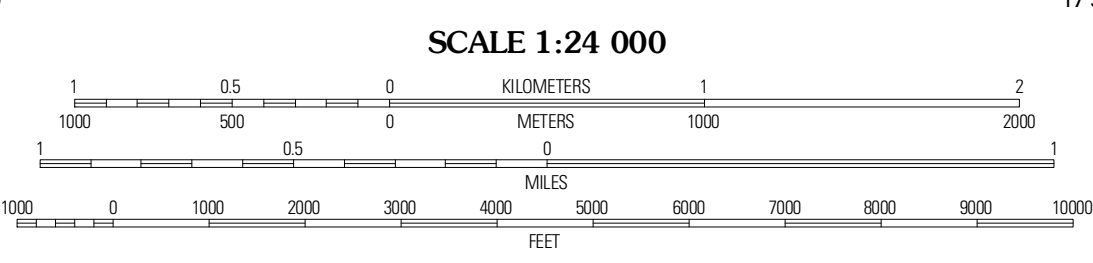 SCALE 1:24 000
1 0.5 0 KILOMETERS 1 2
1000 500 0 METERS 1000 2000
1 0.5 0 1
MILES
1000 0 1000 2000 3000 4000 5000 6000 7000 8000 9000 10000
FEET